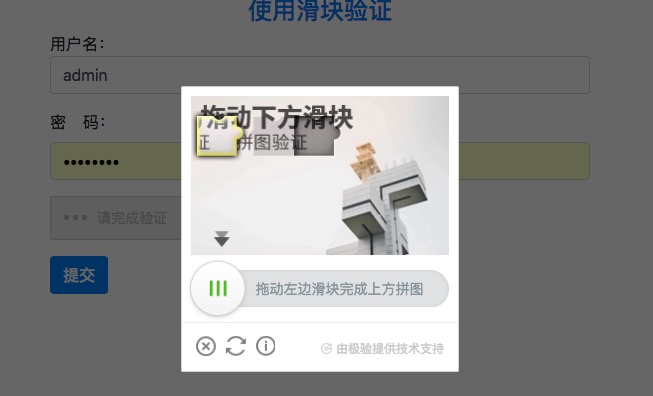 使用滑块验证
用户名：
admin
密　码：
••••••••
••• 请完成验证
提交
拖动下方滑块
证 拼图验证
拖动左边滑块完成上方拼图
由极验提供技术支持